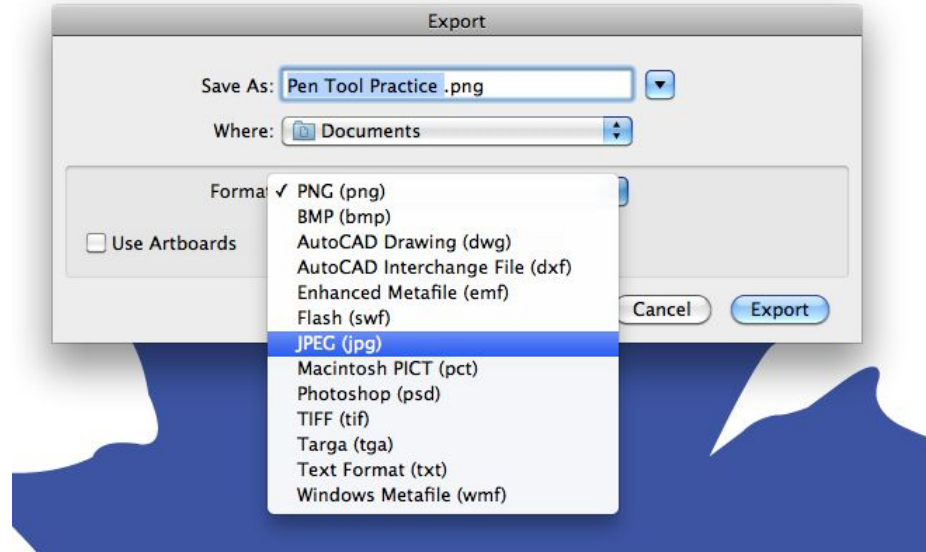 Export
Save As: Pen Tool Practice .png
Where: Documents
Format
✓ PNG (png)
BMP (bmp)
Use Artboards
AutoCAD Drawing (dwg)
AutoCAD Interchange File (dxf)
Enhanced Metafile (emf)
Flash (swf)
JPEG (jpg)
Macintosh PICT (pct)
Photoshop (psd)
TIFF (tif)
Targa (tga)
Text Format (txt)
Windows Metafile (wmf)
Cancel Export